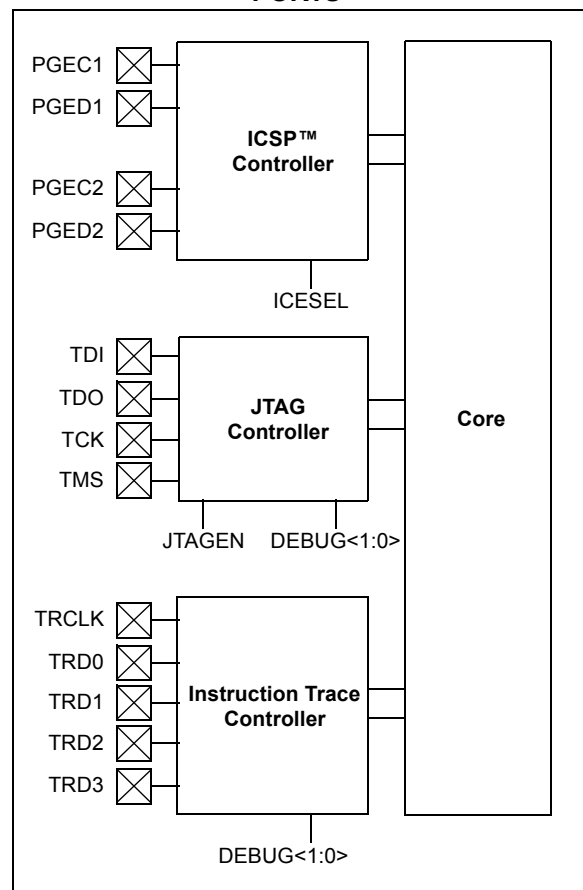 PGEC1
PGED1
PGEC2
PGED2
ICSP™
Controller
ICESEL
TDI
TDO
TCK
TMS
JTAG
Controller
JTAGEN DEBUG<1:0>
Core
TRCLK
TRD0
TRD1
TRD2
TRD3
Instruction Trace
Controller
DEBUG<1:0>